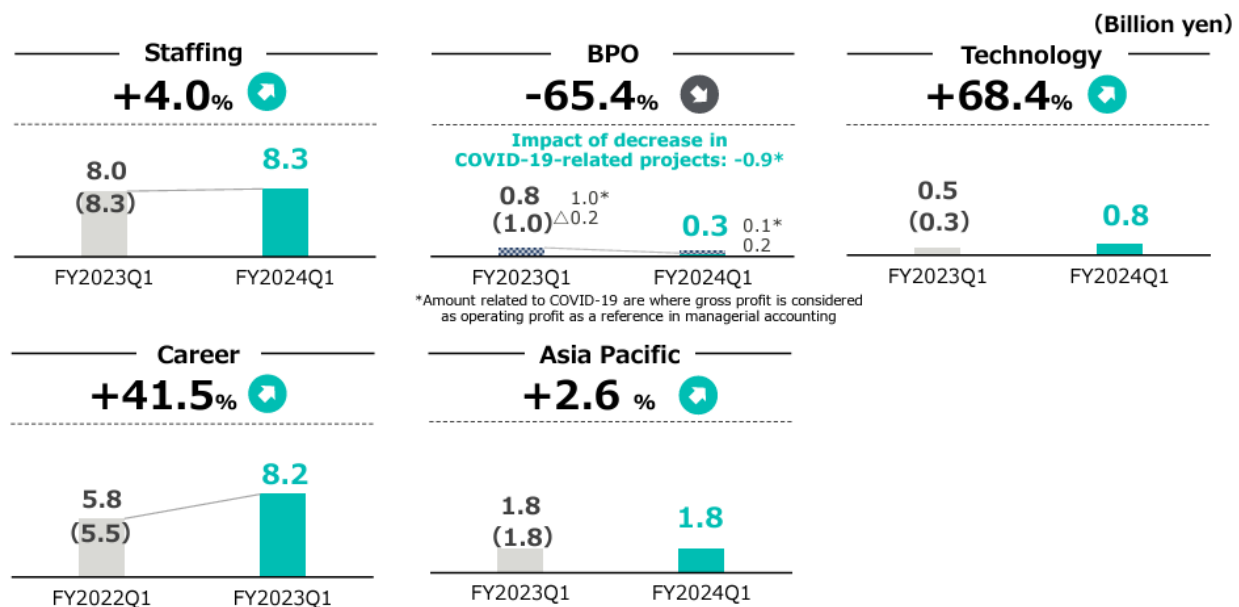 (Billion yen)
Staffing
+4.0%
8.0
(8.3)
8.3
FY2023Q1
FY2024Q1
BPO
-65.4%
Impact of decrease in
COVID-19-related projects: -0.9*
0.8
(1.0)
1.0*
△0.2
0.3
0.1*
0.2
FY2023Q1
FY2024Q1
*Amount related to COVID-19 are where gross profit is considered
as operating profit as a reference in managerial accounting
Technology
+68.4%
0.5
(0.3)
0.8
FY2023Q1
FY2024Q1
Career
+41.5%
5.8
(5.5)
8.2
FY2022Q1
FY2023Q1
Asia Pacific
+2.6 %
1.8
(1.8)
1.8
FY2023Q1
FY2024Q1